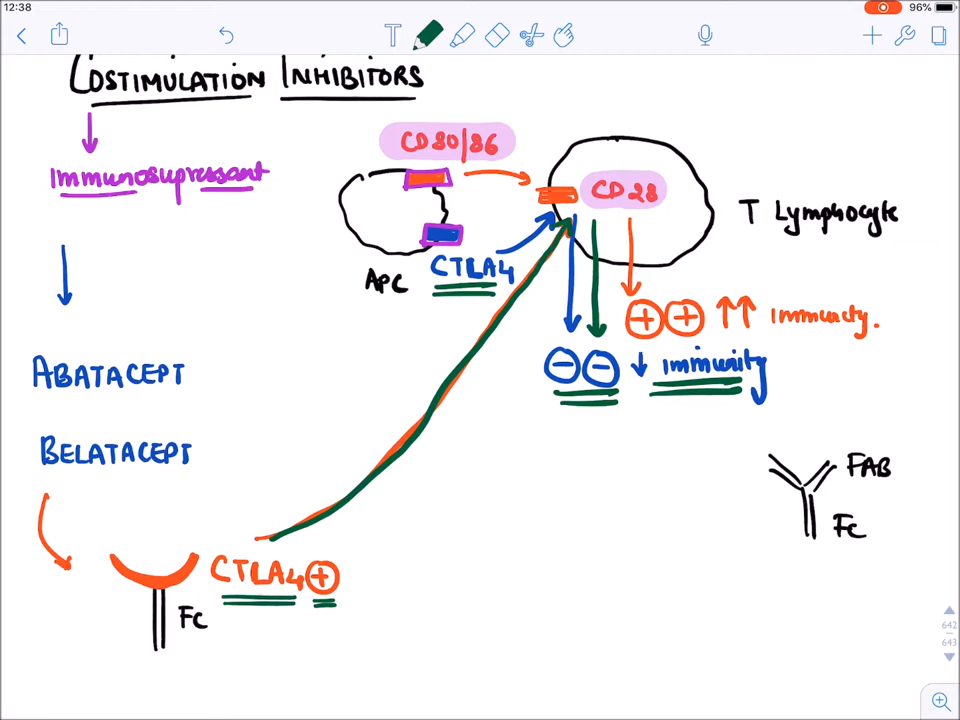 12:38
96%
T
COSTIMULATION INHIBITORS
Immunosupressant
CD80/86
CD28
T Lymphocyte
APC
CTLA4
+ + ↑↑ Immunity.
− − ↓ immunity
ABATACEPT
BELATACEPT
FAB
Fc
CTLA4 +
Fc
642
643